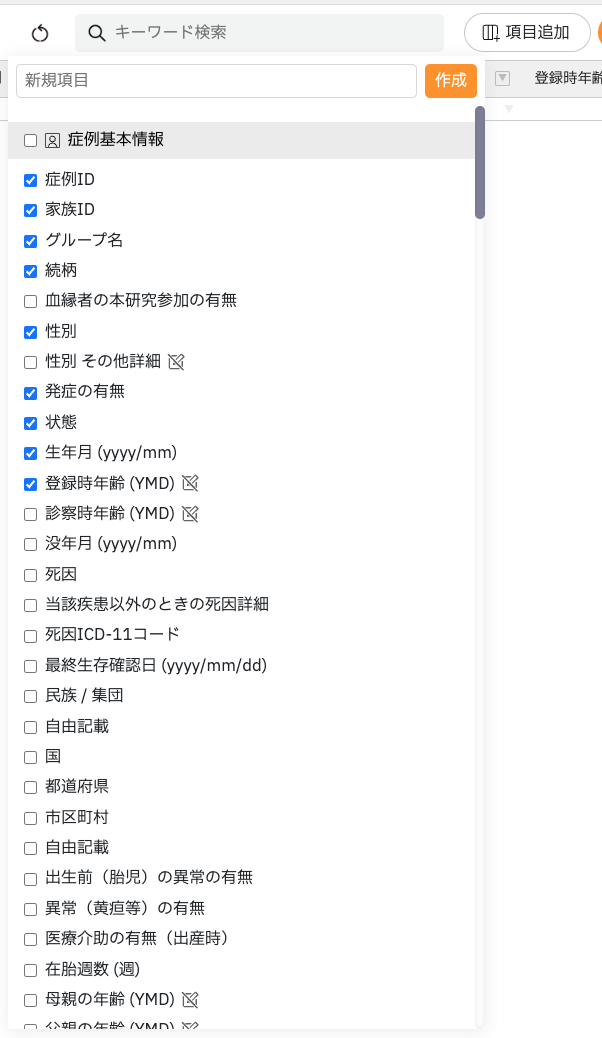 キーワード検索
項目追加
新規項目
作成
登録時年齢
症例基本情報
症例ID
家族ID
グループ名
続柄
血縁者の本研究参加の有無
性別
性別 その他詳細
発症の有無
状態
生年月 (yyyy/mm)
登録時年齢 (YMD)
診察時年齢 (YMD)
没年月 (yyyy/mm)
死因
当該疾患以外のときの死因詳細
死因ICD-11コード
最終生存確認日 (yyyy/mm/dd)
民族 / 集団
自由記載
国
都道府県
市区町村
自由記載
出生前（胎児）の異常の有無
異常（黄疸等）の有無
医療介助の有無（出産時）
在胎週数 (週)
母親の年齢 (YMD)
父親の年齢 (YMD)